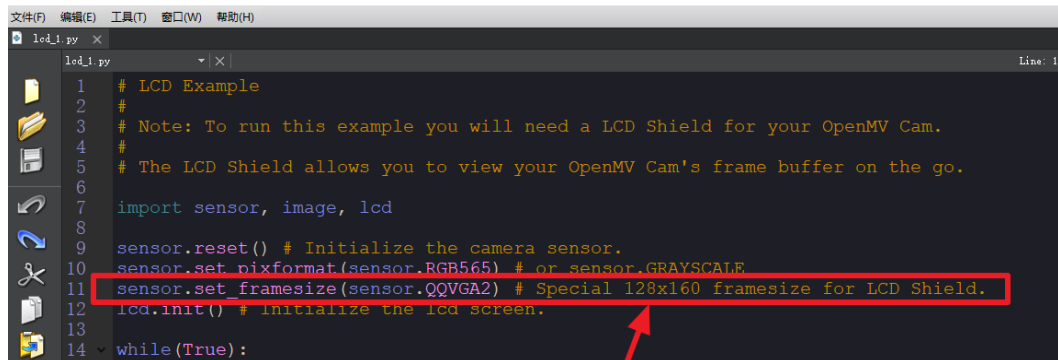 文件(F) 编辑(E) 工具(T) 窗口(W) 帮助(H)
lcd_1.py
lcd_1.py Line: 1
1 # LCD Example
2 #
3 # Note: To run this example you will need a LCD Shield for your OpenMV Cam.
4 #
5 # The LCD Shield allows you to view your OpenMV Cam's frame buffer on the go.
6
7 import sensor, image, lcd
8
9 sensor.reset() # Initialize the camera sensor.
10 sensor.set_pixformat(sensor.RGB565) # or sensor.GRAYSCALE
11 sensor.set_framesize(sensor.QQVGA2) # Special 128x160 framesize for LCD Shield.
12 lcd.init() # Initialize the lcd screen.
13
14 while(True):